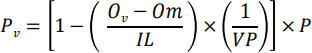 P_v = [1 − ( (O_v − Om) / IL ) × ( 1 / VP )] × P